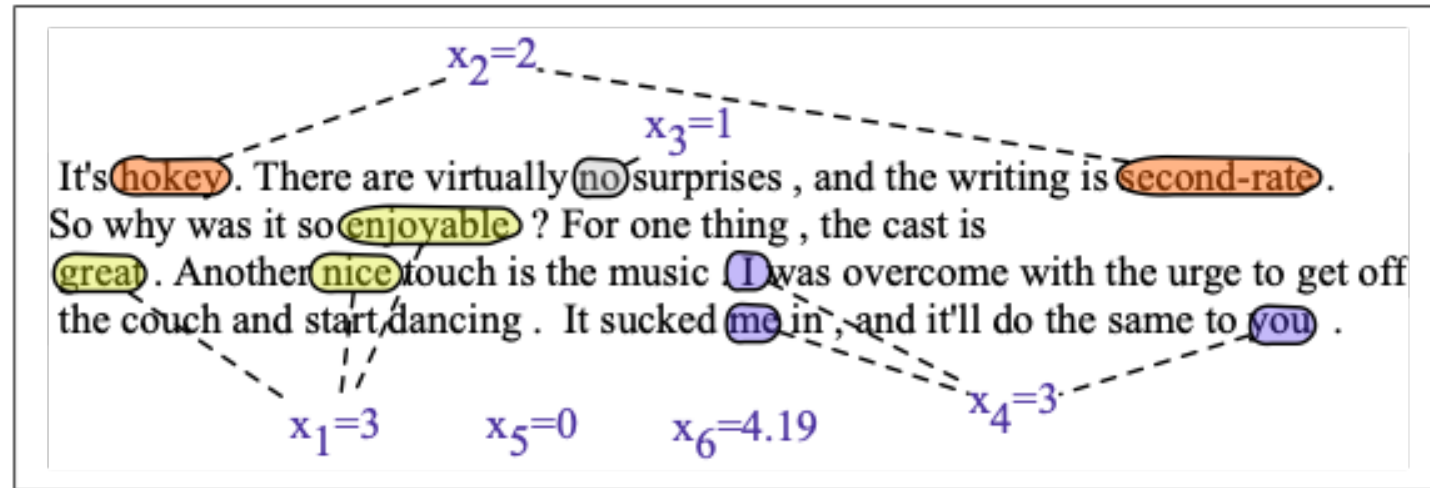 x2=2
x3=1
It's hokey. There are virtually no surprises , and the writing is second-rate .
So why was it so enjoyable ? For one thing , the cast is
great . Another nice touch is the music . I was overcome with the urge to get off
the couch and start dancing . It sucked me in , and it'll do the same to you .
x1=3 x5=0 x6=4.19 x4=3